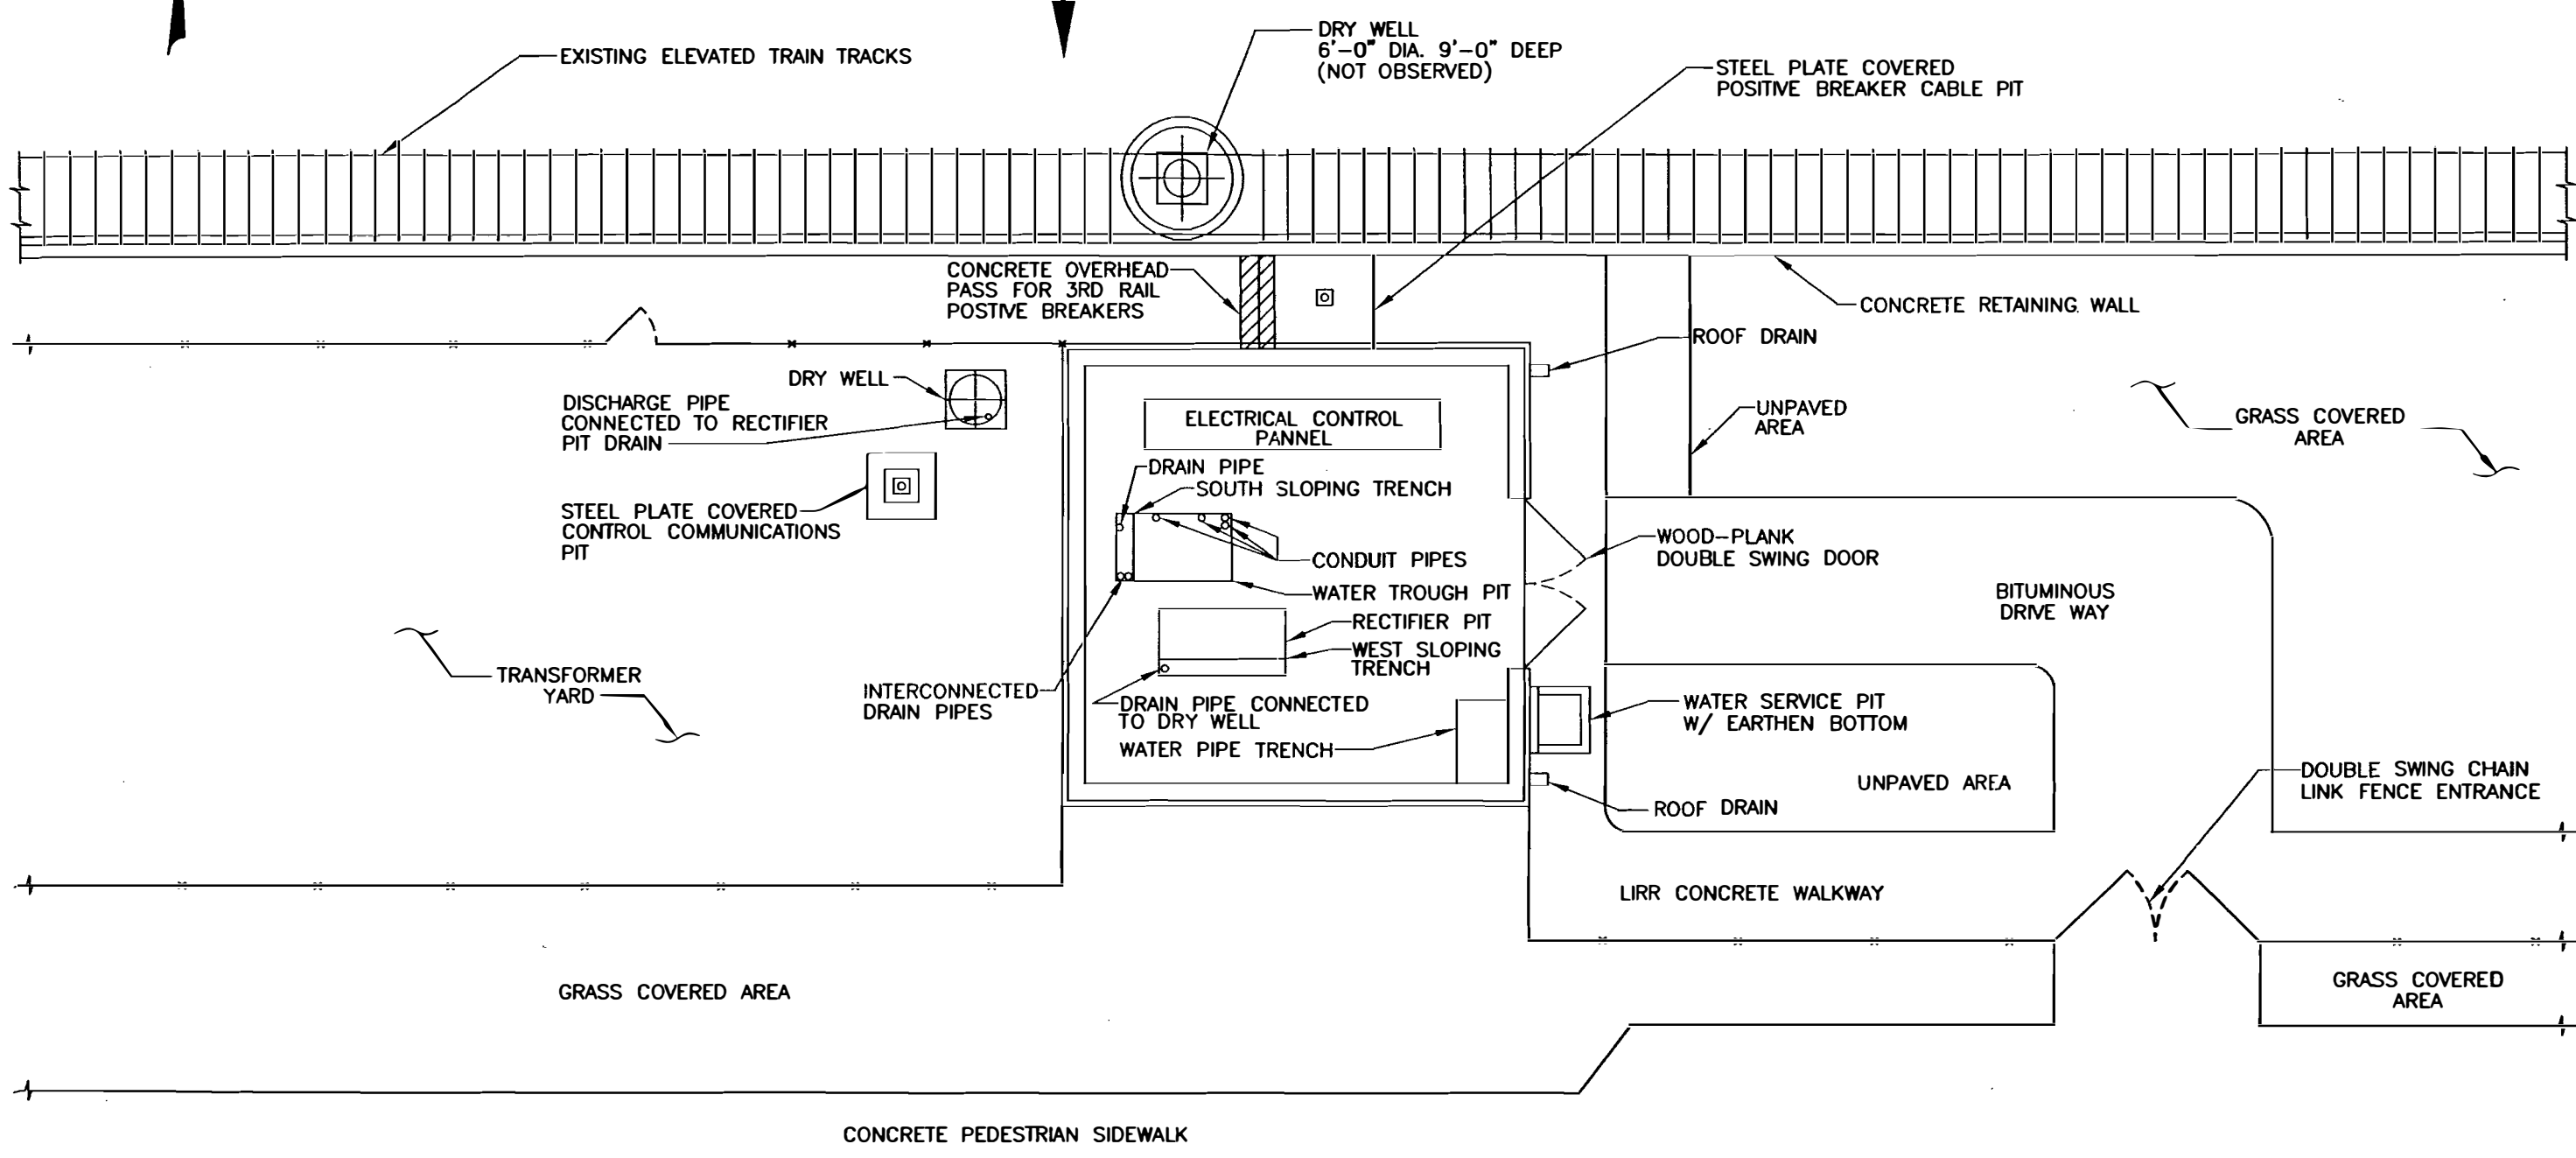 DRY WELL
6'-0" DIA. 9'-0" DEEP
(NOT OBSERVED)
EXISTING ELEVATED TRAIN TRACKS
STEEL PLATE COVERED
POSITIVE BREAKER CABLE PIT
CONCRETE OVERHEAD
PASS FOR 3RD RAIL
POSTIVE BREAKERS
CONCRETE RETAINING WALL
ROOF DRAIN
DRY WELL
DISCHARGE PIPE
CONNECTED TO RECTIFIER
PIT DRAIN
ELECTRICAL CONTROL
PANNEL
UNPAVED
AREA
GRASS COVERED
AREA
DRAIN PIPE
SOUTH SLOPING TRENCH
STEEL PLATE COVERED
CONTROL COMMUNICATIONS
PIT
CONDUIT PIPES
WOOD-PLANK
DOUBLE SWING DOOR
WATER TROUGH PIT
BITUMINOUS
DRIVE WAY
RECTIFIER PIT
WEST SLOPING
TRENCH
TRANSFORMER
YARD
INTERCONNECTED
DRAIN PIPES
DRAIN PIPE CONNECTED
TO DRY WELL
WATER PIPE TRENCH
WATER SERVICE PIT
W/ EARTHEN BOTTOM
UNPAVED AREA
ROOF DRAIN
DOUBLE SWING CHAIN
LINK FENCE ENTRANCE
LIRR CONCRETE WALKWAY
GRASS COVERED AREA
GRASS COVERED
AREA
CONCRETE PEDESTRIAN SIDEWALK